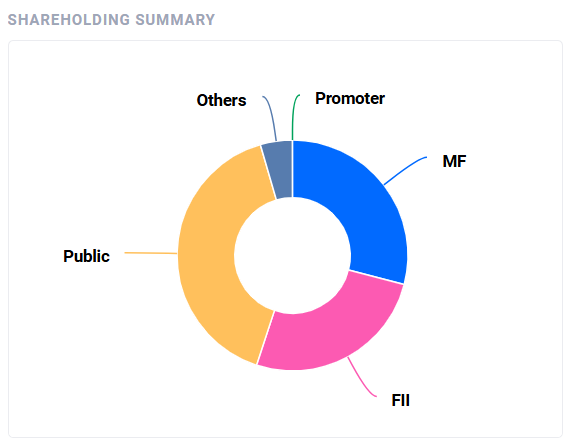 SHAREHOLDING SUMMARY
Others
Promoter
MF
Public
FII